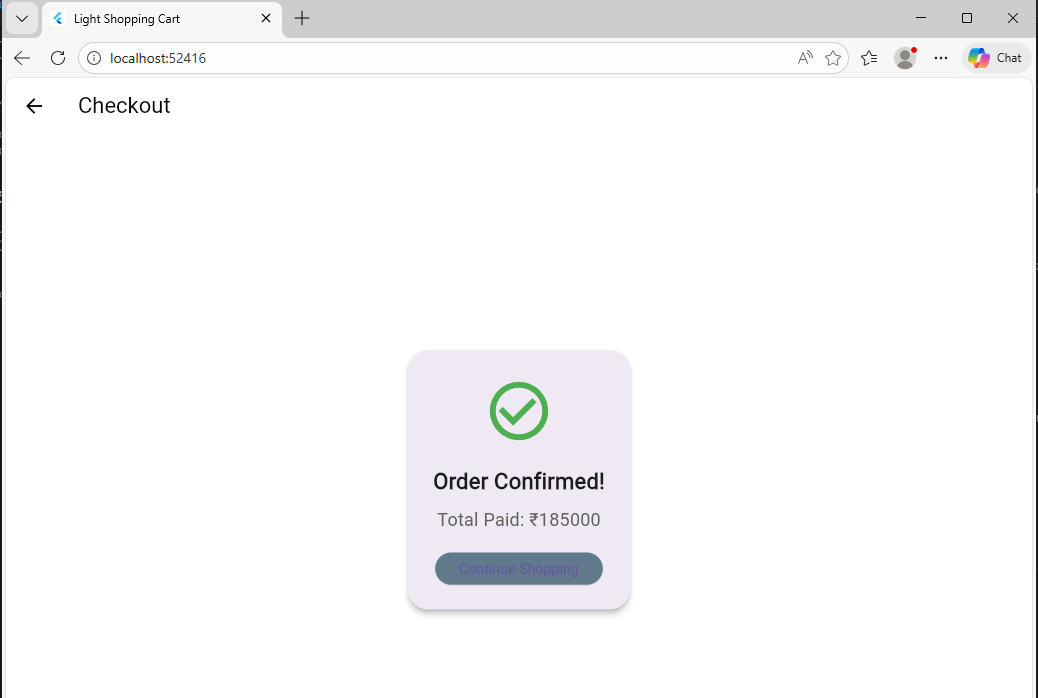 Light Shopping Cart
localhost:52416
Chat
Checkout
Order Confirmed!
Total Paid: ₹185000
Continue Shopping